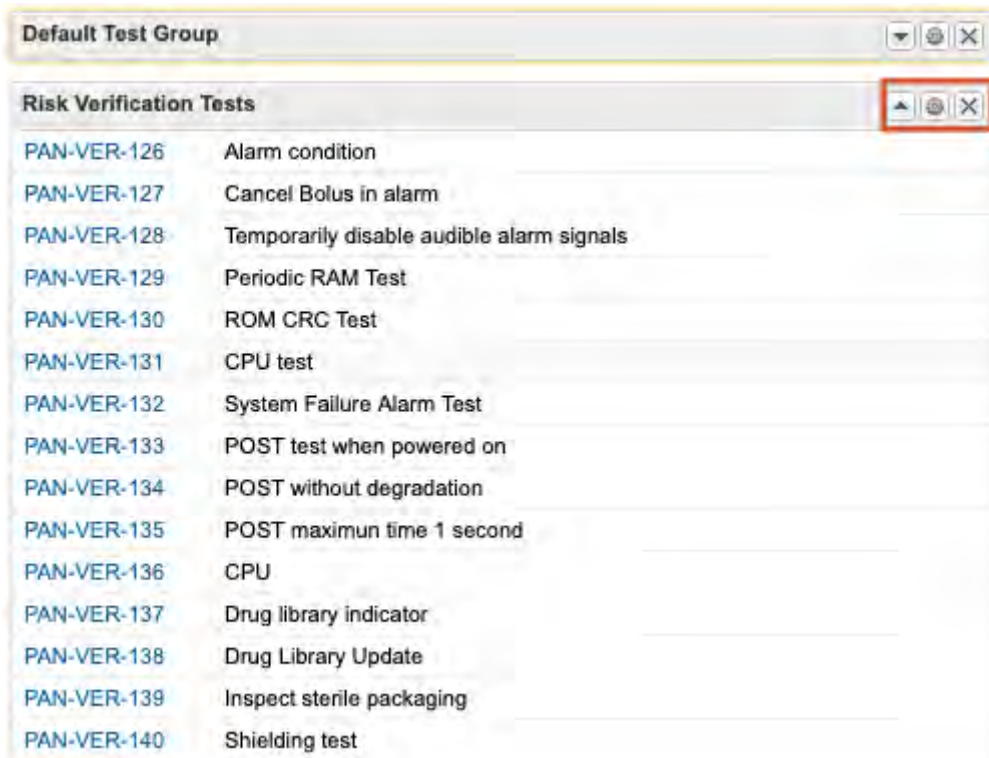 Default Test Group
Risk Verification Tests
PAN-VER-126 Alarm condition
PAN-VER-127 Cancel Bolus in alarm
PAN-VER-128 Temporarily disable audible alarm signals
PAN-VER-129 Periodic RAM Test
PAN-VER-130 ROM CRC Test
PAN-VER-131 CPU test
PAN-VER-132 System Failure Alarm Test
PAN-VER-133 POST test when powered on
PAN-VER-134 POST without degradation
PAN-VER-135 POST maximun time 1 second
PAN-VER-136 CPU
PAN-VER-137 Drug library indicator
PAN-VER-138 Drug Library Update
PAN-VER-139 Inspect sterile packaging
PAN-VER-140 Shielding test